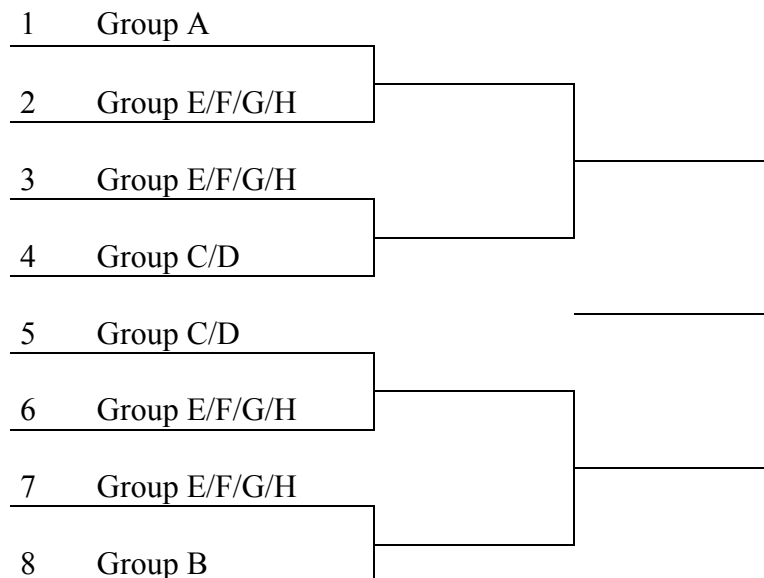 1 Group A
2 Group E/F/G/H
3 Group E/F/G/H
4 Group C/D
5 Group C/D
6 Group E/F/G/H
7 Group E/F/G/H
8 Group B